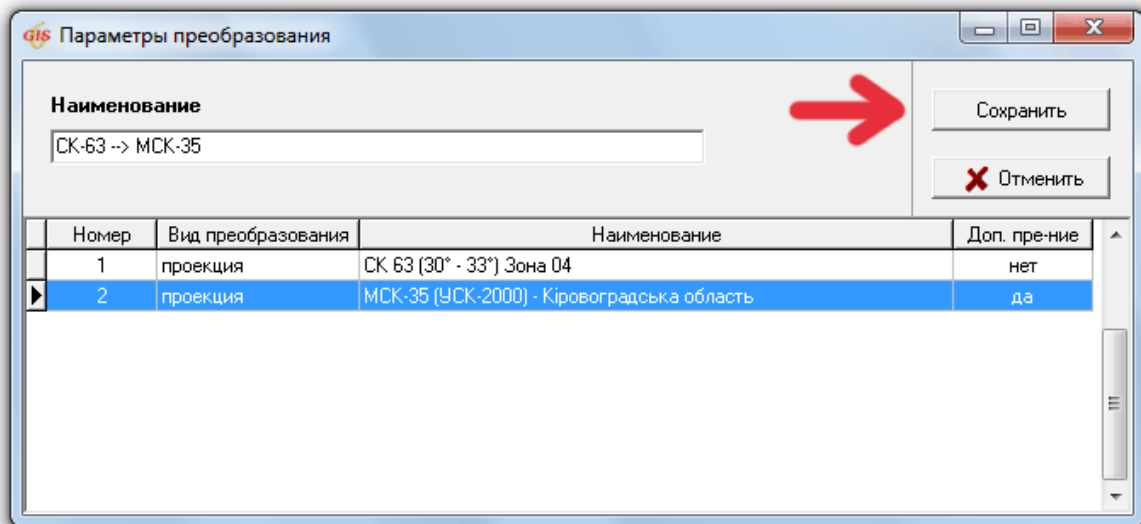 GIS Параметры преобразования
Наименование
СК-63 --> МСК-35
Сохранить
Отменить
Номер Вид преобразования Наименование Доп. пре-ние
1 проекция СК 63 (30° - 33°) Зона 04 нет
2 проекция МСК-35 (УСК-2000) - Кіровоградська область да